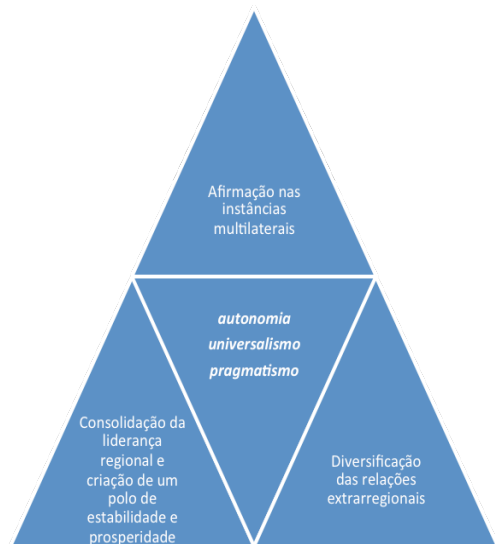 Afirmação nas
instâncias
multilaterais
autonomia
universalismo
pragmatismo
Consolidação da
liderança
regional e
criação de um
polo de
estabilidade e
prosperidade
Diversificação
das relações
extrarregionais